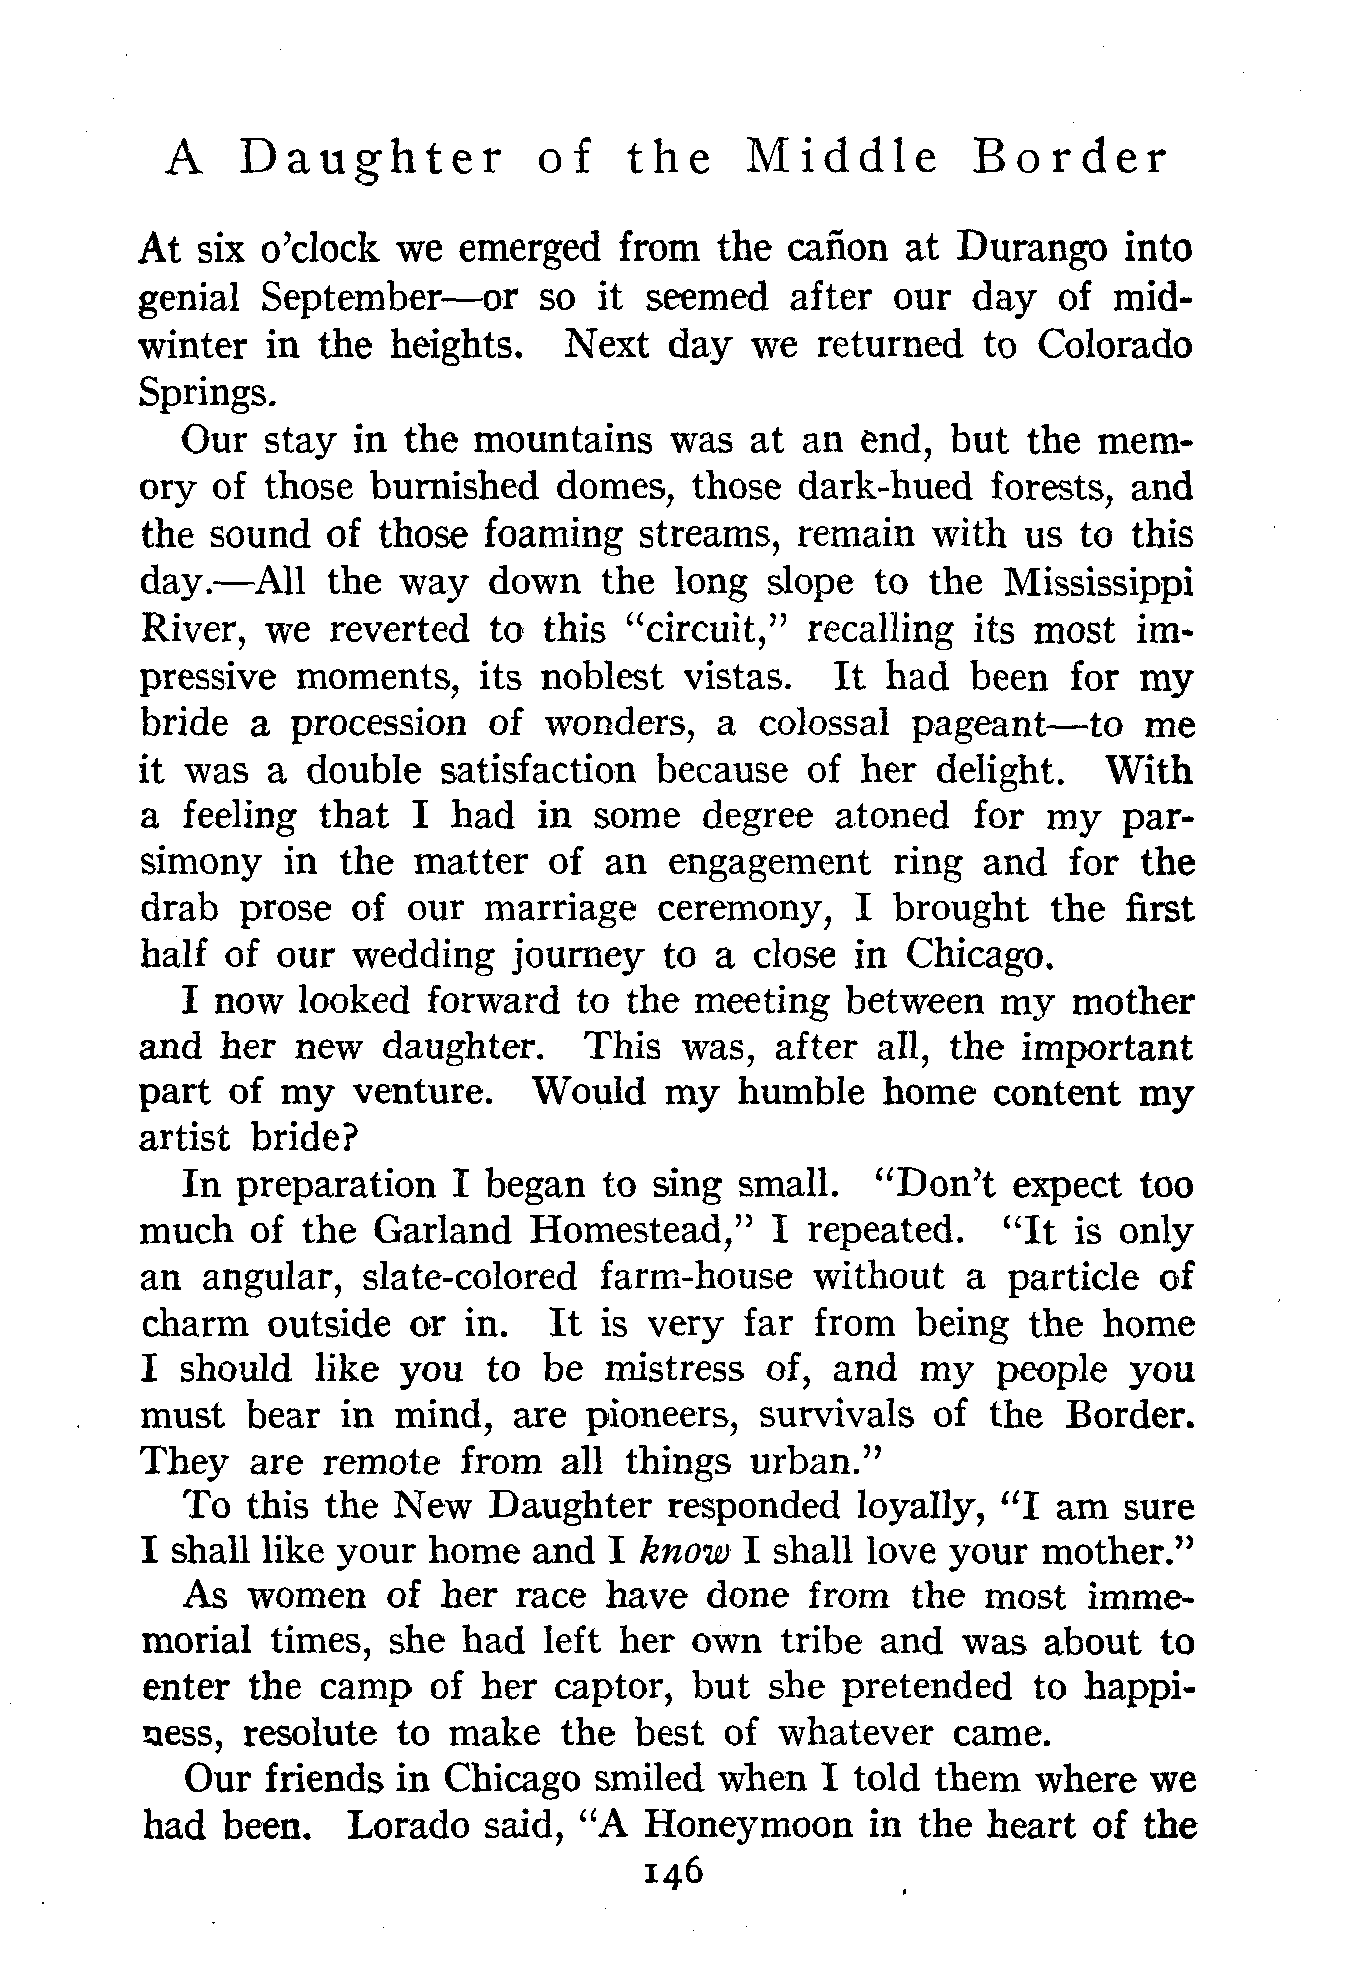 A Daughter of the Middle Border
At six o'clock we emerged from the cañon at Durango into
genial September—or so it seemed after our day of mid-
winter in the heights. Next day we returned to Colorado
Springs.
Our stay in the mountains was at an end, but the mem-
ory of those burnished domes, those dark-hued forests, and
the sound of those foaming streams, remain with us to this
day.—All the way down the long slope to the Mississippi
River, we reverted to this “circuit,” recalling its most im-
pressive moments, its noblest vistas. It had been for my
bride a procession of wonders, a colossal pageant—to me
it was a double satisfaction because of her delight. With
a feeling that I had in some degree atoned for my par-
simony in the matter of an engagement ring and for the
drab prose of our marriage ceremony, I brought the first
half of our wedding journey to a close in Chicago.
I now looked forward to the meeting between my mother
and her new daughter. This was, after all, the important
part of my venture. Would my humble home content my
artist bride?
In preparation I began to sing small. “Don't expect too
much of the Garland Homestead,” I repeated. “It is only
an angular, slate-colored farm-house without a particle of
charm outside or in. It is very far from being the home
I should like you to be mistress of, and my people you
must bear in mind, are pioneers, survivals of the Border.
They are remote from all things urban.”
To this the New Daughter responded loyally, “I am sure
I shall like your home and I know I shall love your mother.”
As women of her race have done from the most imme-
morial times, she had left her own tribe and was about to
enter the camp of her captor, but she pretended to happi-
ness, resolute to make the best of whatever came.
Our friends in Chicago smiled when I told them where we
had been. Lorado said, “A Honeymoon in the heart of the
146